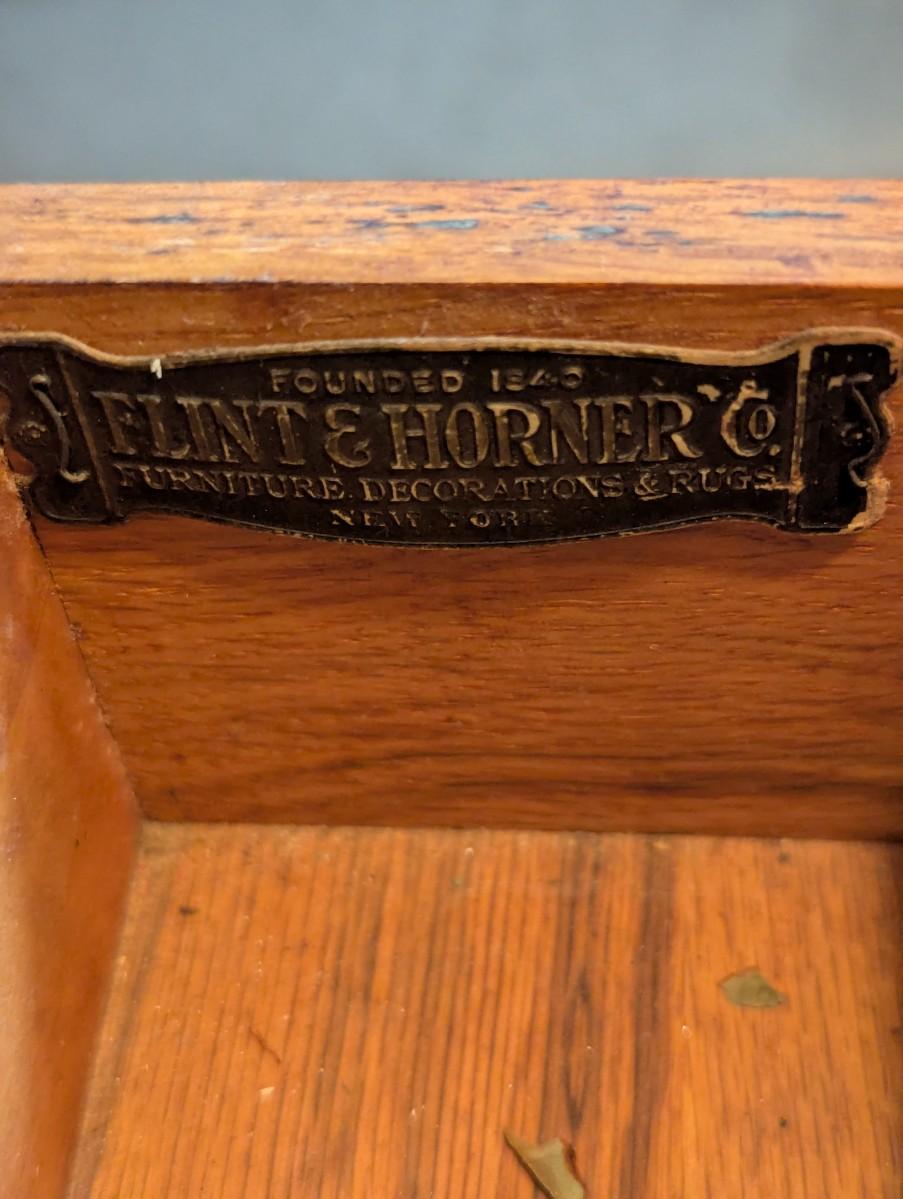 FOUNDED 1840
FLINT & HORNER Co.
FURNITURE. DECORATIONS & RUGS.
NEW YORK